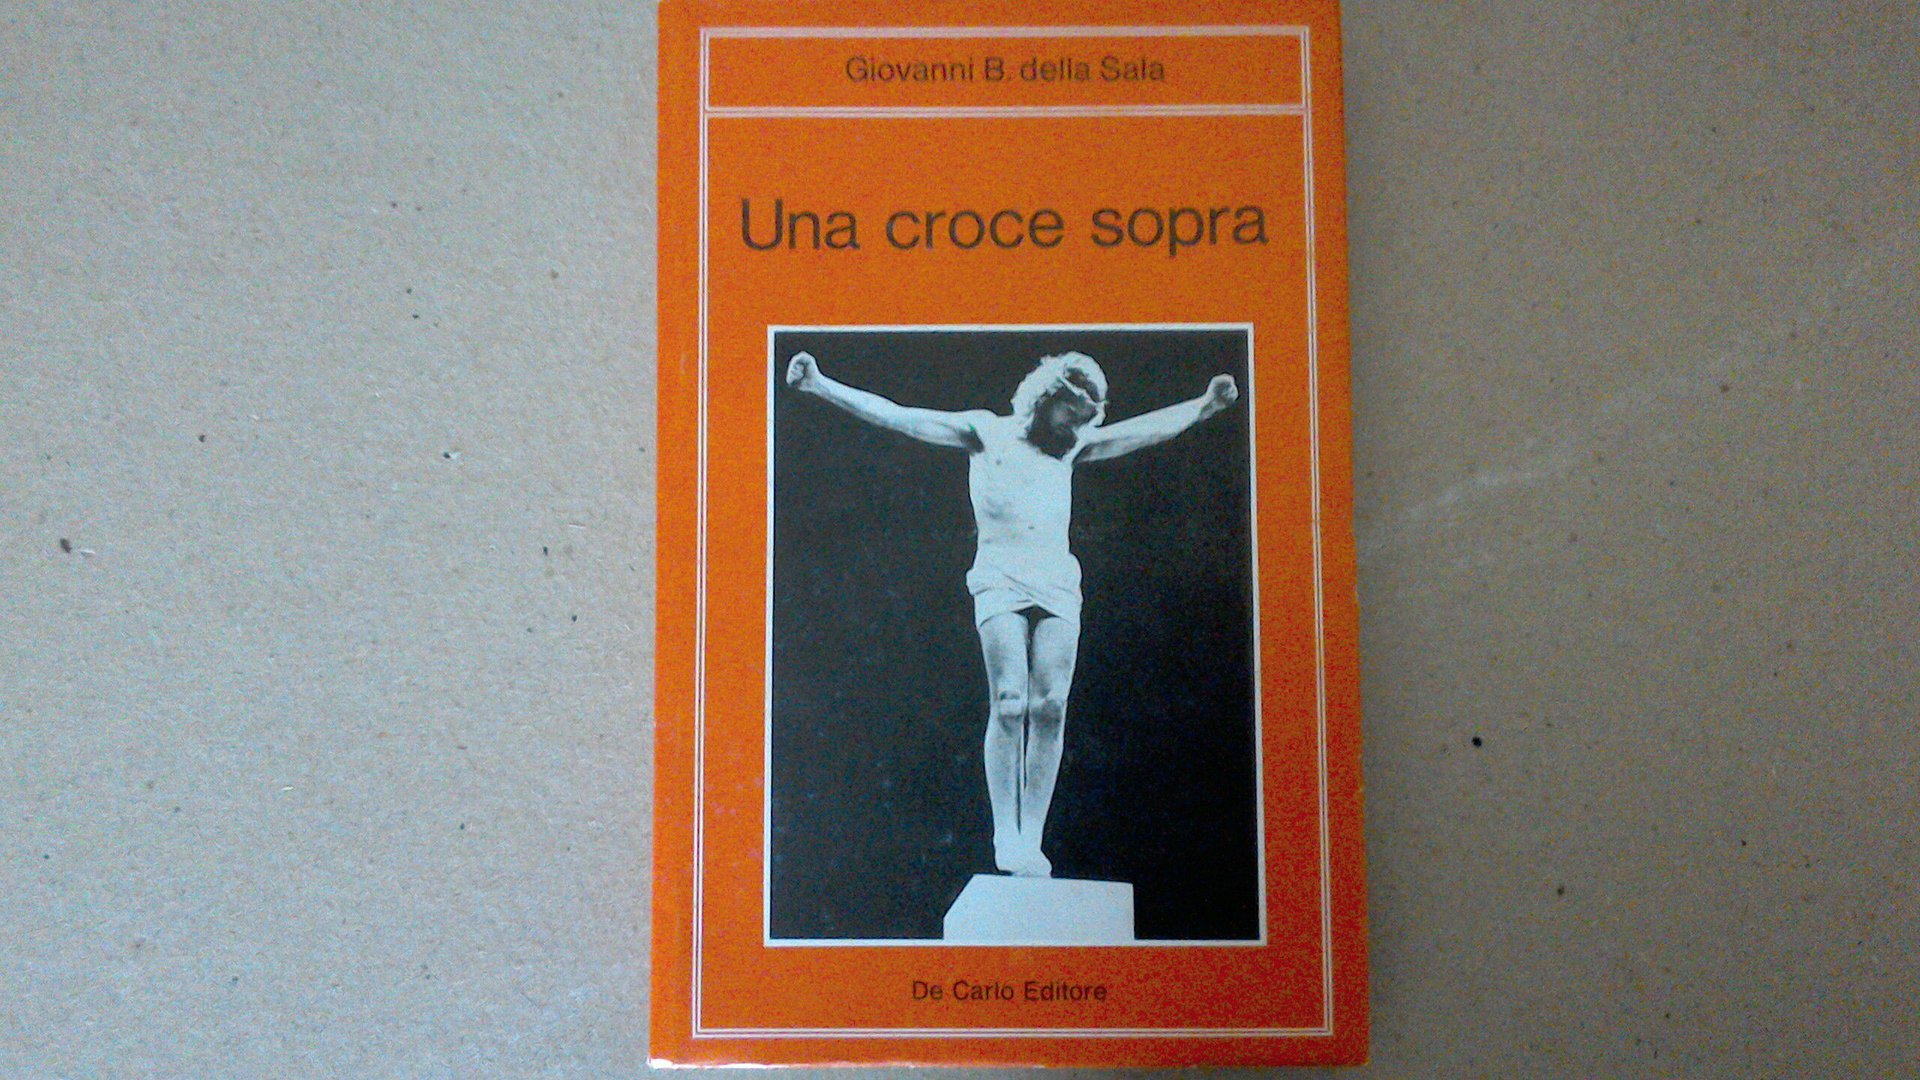 Giovanni B. della Sala
Una croce sopra
De Carlo Editore